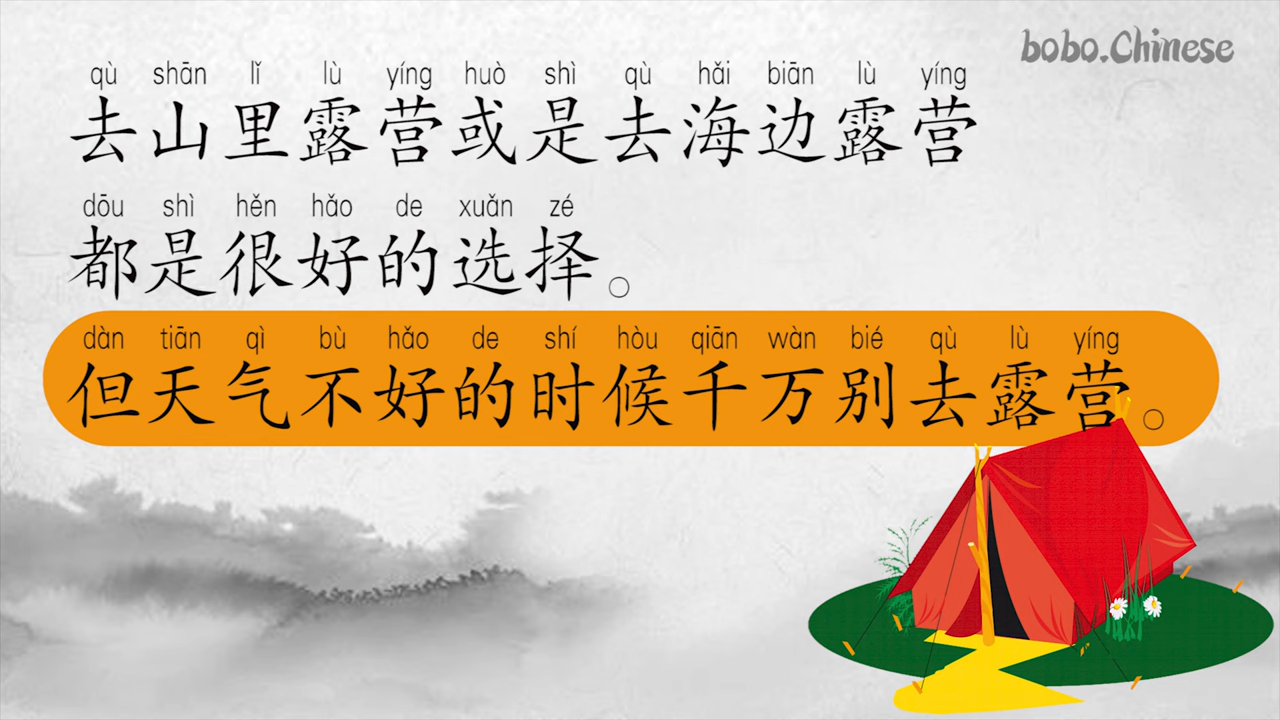 bobo.Chinese
qù shān lǐ lù yíng huò shì qù hǎi biān lù yíng
去山里露营或是去海边露营
dōu shì hěn hǎo de xuǎn zé
都是很好的选择。
dàn tiān qì bù hǎo de shí hòu qiān wàn bié qù lù yíng
但天气不好的时候千万别去露营。